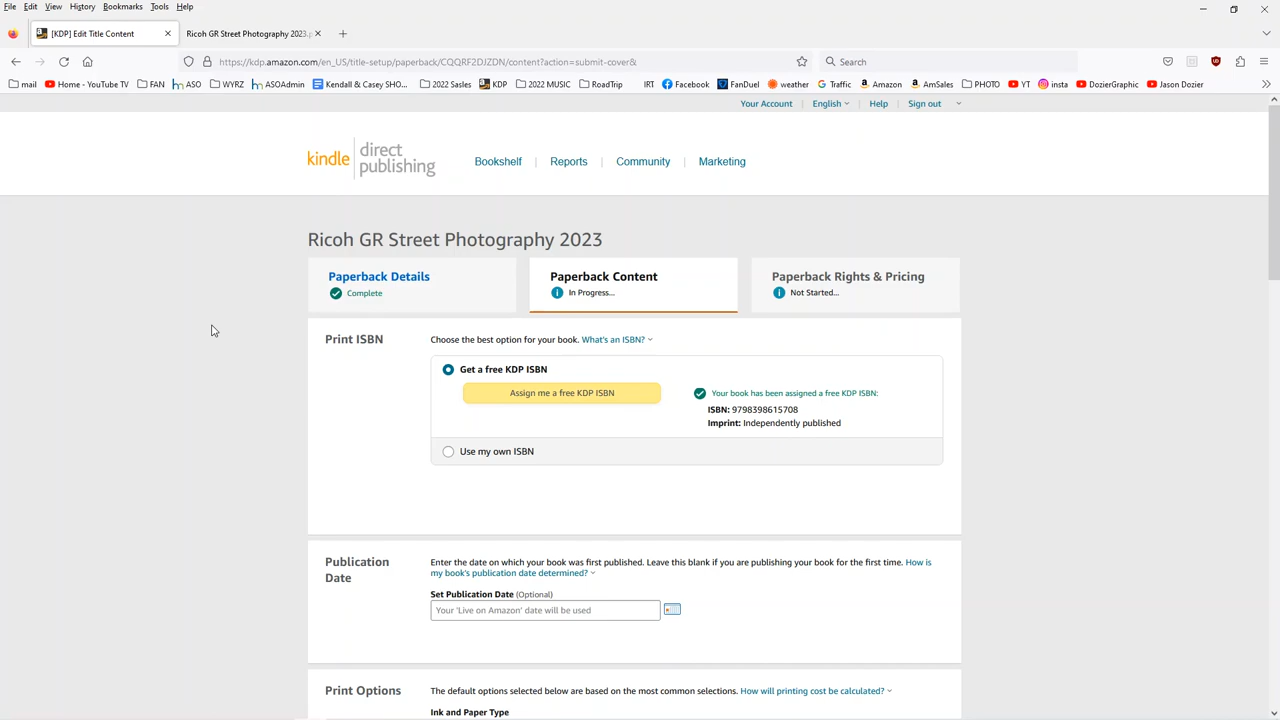 File Edit View History Bookmarks Tools Help
[KDP] Edit Title Content Ricoh GR Street Photography 2023.p
https://kdp.amazon.com/en_US/title-setup/paperback/CQQRF2DJZDN/content?action=submit-cover& Search
mail Home - YouTube TV FAN ASO WYRZ ASOAdmin Kendall & Casey SHO... 2022 Sasles KDP 2022 MUSIC RoadTrip IRT Facebook FanDuel weather Traffic Amazon AmSales PHOTO YT insta DozierGraphic Jason Dozier
Your Account English Help Sign out
kindle direct publishing
Bookshelf Reports Community Marketing
Ricoh GR Street Photography 2023
Paperback Details Paperback Content Paperback Rights & Pricing
Complete In Progress... Not Started...
Print ISBN Choose the best option for your book. What's an ISBN?
Get a free KDP ISBN
Assign me a free KDP ISBN Your book has been assigned a free KDP ISBN:
ISBN: 9798398615708
Imprint: Independently published
Use my own ISBN
Publication Date Enter the date on which your book was first published. Leave this blank if you are publishing your book for the first time. How is
my book's publication date determined?
Set Publication Date (Optional)
Your 'Live on Amazon' date will be used
Print Options The default options selected below are based on the most common selections. How will printing cost be calculated?
Ink and Paper Type